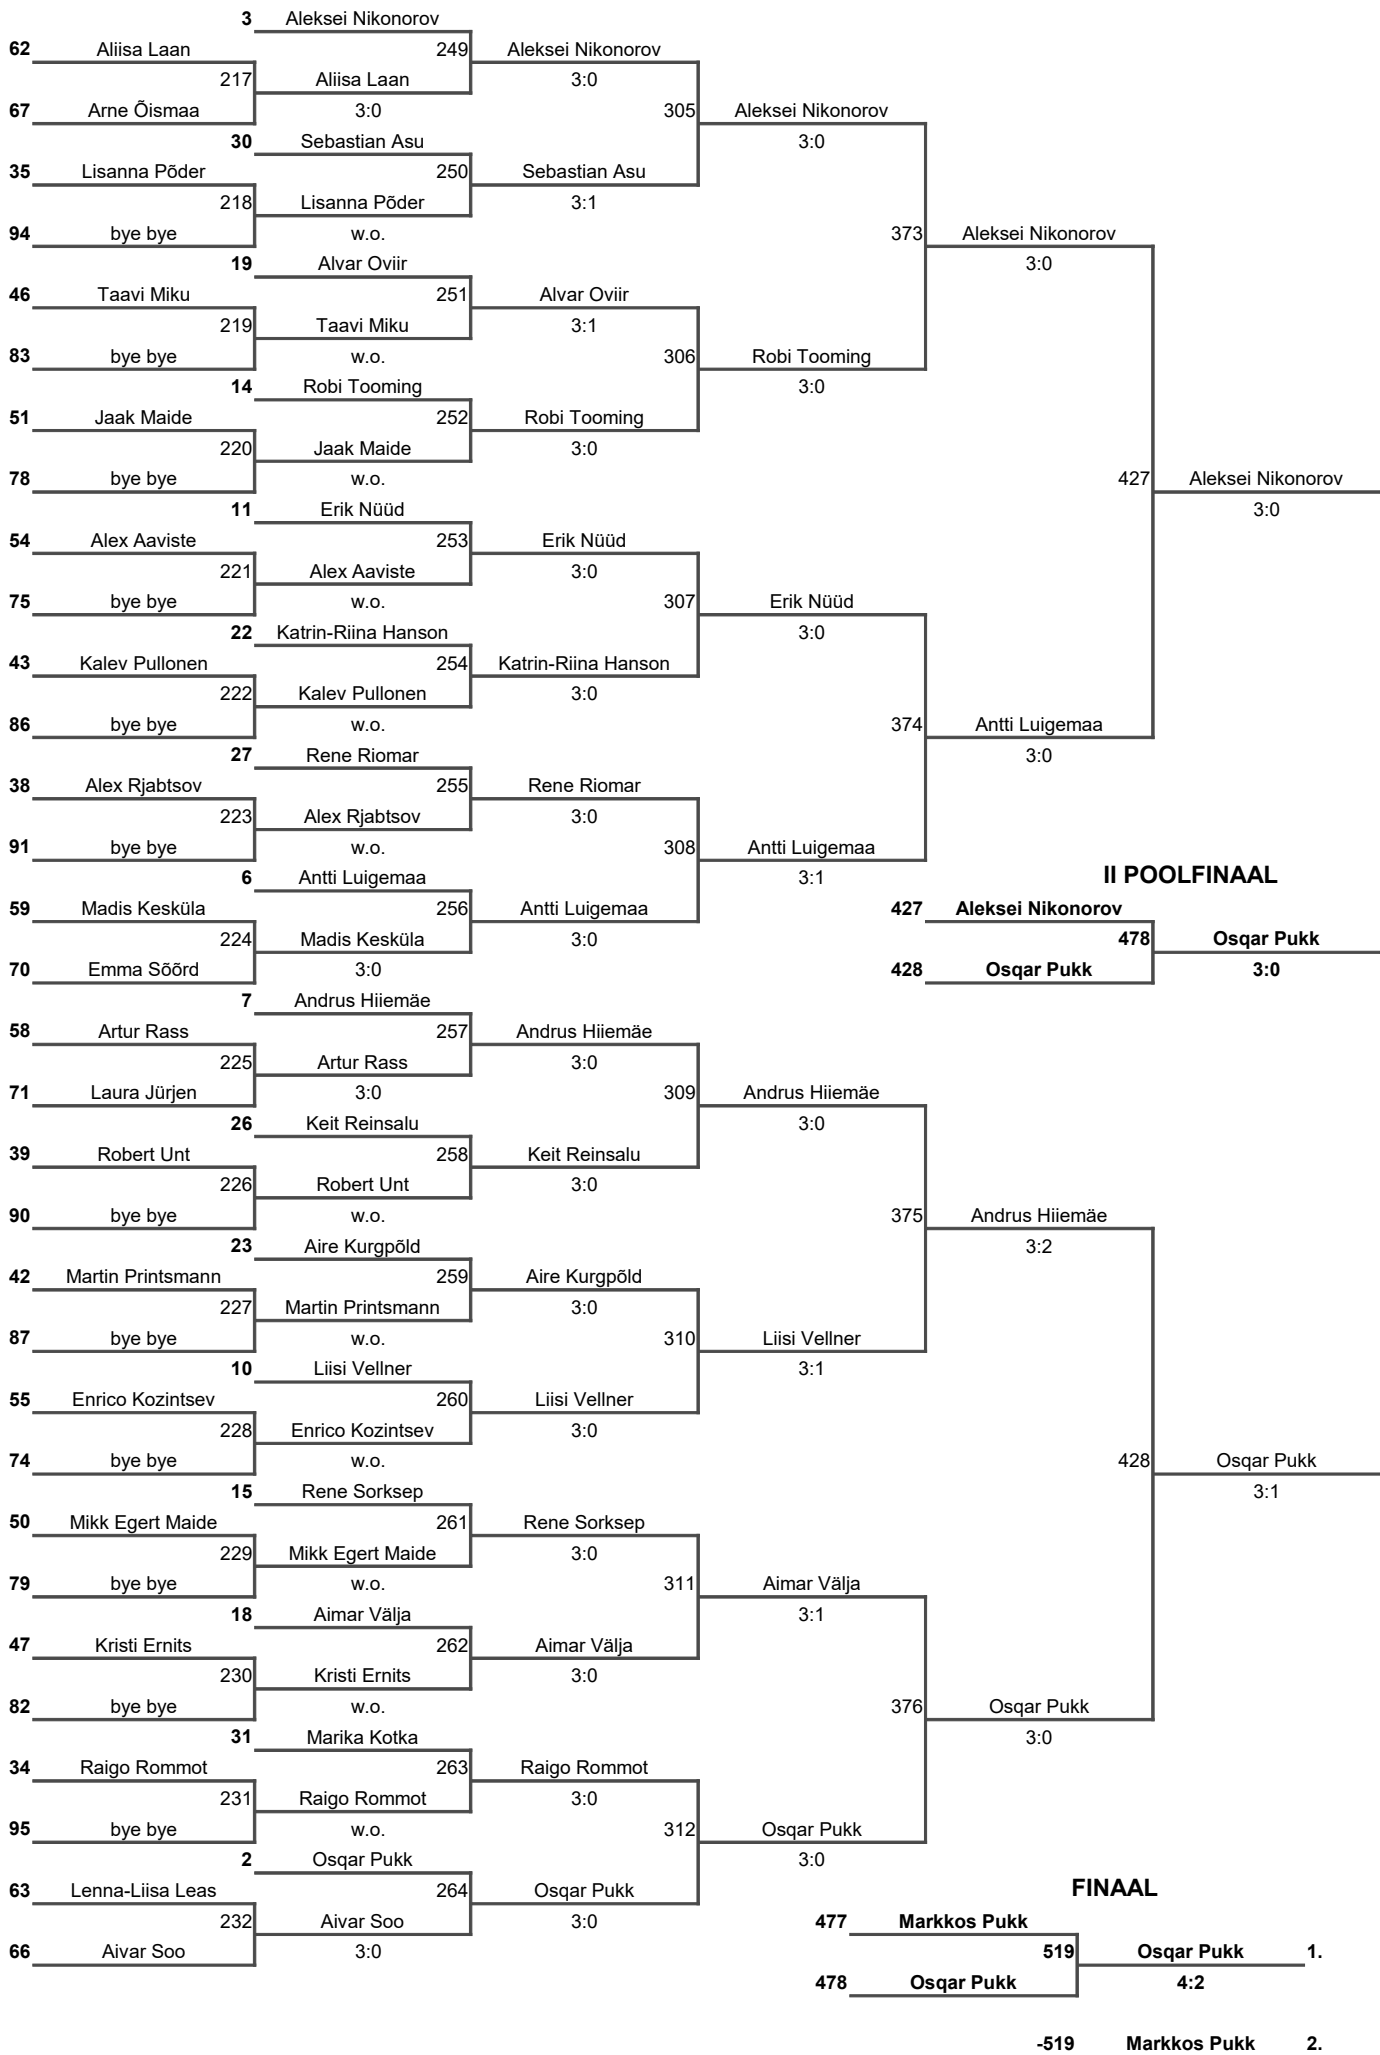 3 Aleksei Nikonorov
62 Aliisa Laan 249 Aleksei Nikonorov
217 Aliisa Laan 3:0
67 Arne Õismaa 3:0 305 Aleksei Nikonorov
30 Sebastian Asu 3:0
35 Lisanna Põder 250 Sebastian Asu
218 Lisanna Põder 3:1
94 bye bye w.o. 373 Aleksei Nikonorov
19 Alvar Oviir 3:0
46 Taavi Miku 251 Alvar Oviir
219 Taavi Miku 3:1
83 bye bye w.o. 306 Robi Tooming
14 Robi Tooming 3:0
51 Jaak Maide 252 Robi Tooming
220 Jaak Maide 3:0
78 bye bye w.o. 427 Aleksei Nikonorov
11 Erik Nüüd 3:0
54 Alex Aaviste 253 Erik Nüüd
221 Alex Aaviste 3:0
75 bye bye w.o. 307 Erik Nüüd
22 Katrin-Riina Hanson 3:0
43 Kalev Pullonen 254 Katrin-Riina Hanson
222 Kalev Pullonen 3:0
86 bye bye w.o. 374 Antti Luigemaa
27 Rene Riomar 3:0
38 Alex Rjabtsov 255 Rene Riomar
223 Alex Rjabtsov 3:0
91 bye bye w.o. 308 Antti Luigemaa
6 Antti Luigemaa 3:1 II POOLFINAAL
59 Madis Kesküla 256 Antti Luigemaa 427 Aleksei Nikonorov
224 Madis Kesküla 3:0 478 Osqar Pukk
70 Emma Sõõrd 3:0 428 Osqar Pukk 3:0
7 Andrus Hiiemäe
58 Artur Rass 257 Andrus Hiiemäe
225 Artur Rass 3:0
71 Laura Jürjen 3:0 309 Andrus Hiiemäe
26 Keit Reinsalu 3:0
39 Robert Unt 258 Keit Reinsalu
226 Robert Unt 3:0
90 bye bye w.o. 375 Andrus Hiiemäe
23 Aire Kurgpõld 3:2
42 Martin Printsmann 259 Aire Kurgpõld
227 Martin Printsmann 3:0
87 bye bye w.o. 310 Liisi Vellner
10 Liisi Vellner 3:1
55 Enrico Kozintsev 260 Liisi Vellner
228 Enrico Kozintsev 3:0
74 bye bye w.o. 428 Osqar Pukk
15 Rene Sorksep 3:1
50 Mikk Egert Maide 261 Rene Sorksep
229 Mikk Egert Maide 3:0
79 bye bye w.o. 311 Aimar Välja
18 Aimar Välja 3:1
47 Kristi Ernits 262 Aimar Välja
230 Kristi Ernits 3:0
82 bye bye w.o. 376 Osqar Pukk
31 Marika Kotka 3:0
34 Raigo Rommot 263 Raigo Rommot
231 Raigo Rommot 3:0
95 bye bye w.o. 312 Osqar Pukk
2 Osqar Pukk 3:0
63 Lenna-Liisa Leas 264 Osqar Pukk FINAAL
232 Aivar Soo 3:0 477 Markkos Pukk
66 Aivar Soo 3:0 519 Osqar Pukk 1.
478 Osqar Pukk 4:2
-519 Markkos Pukk 2.